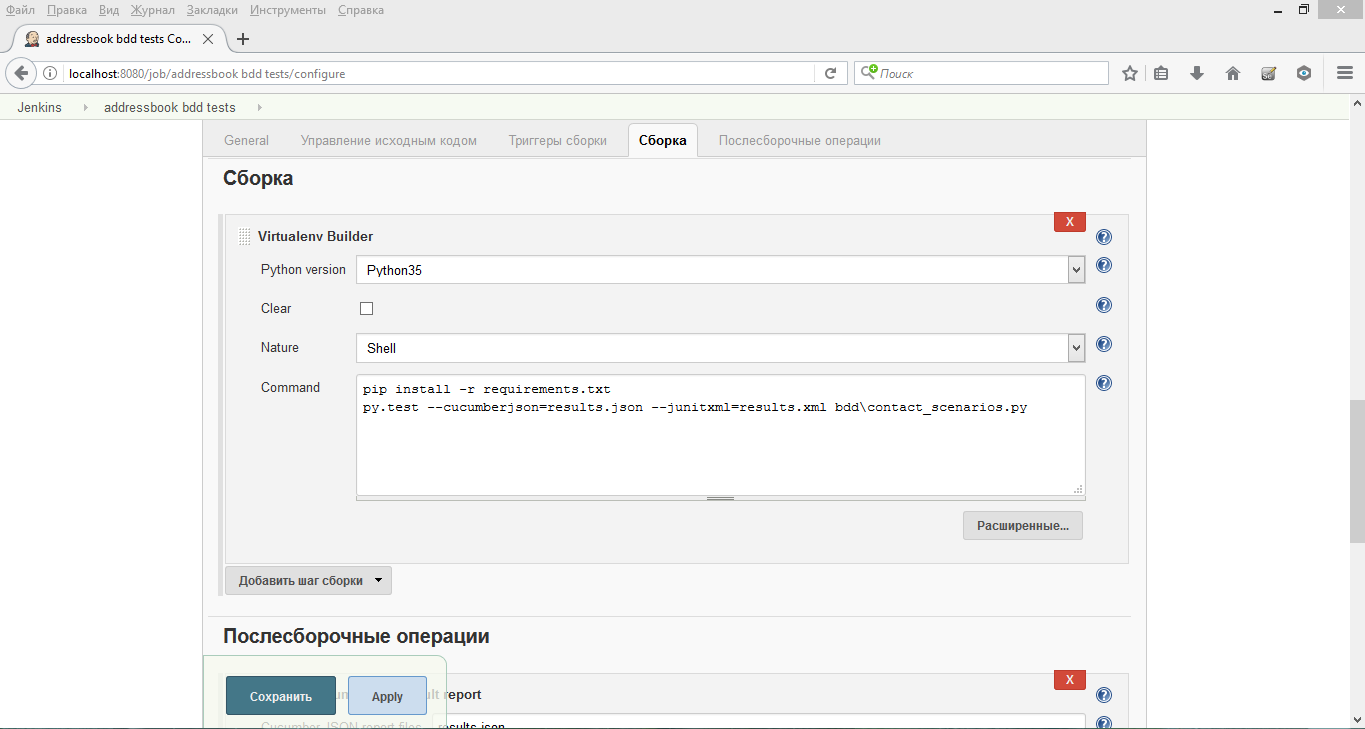 Файл Правка Вид Журнал Закладки Инструменты Справка
addressbook bdd tests Co...
localhost:8080/job/addressbook bdd tests/configure
Поиск
Jenkins addressbook bdd tests
General Управление исходным кодом Триггеры сборки Сборка Послесборочные операции
Сборка
X
Virtualenv Builder
Python version Python35
Clear
Nature Shell
Command
pip install -r requirements.txt
py.test --cucumberjson=results.json --junitxml=results.xml bdd\contact_scenarios.py
Расширенные...
Добавить шаг сборки
Послесборочные операции
X
Сохранить Apply
report
Cucumber JSON report files results.json